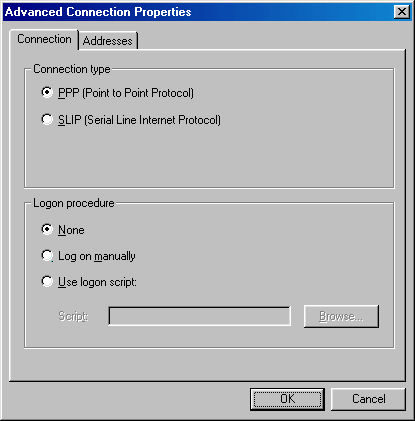 Advanced Connection Properties
Connection Addresses
Connection type
PPP (Point to Point Protocol)
SLIP (Serial Line Internet Protocol)
Logon procedure
None
Log on manually
Use logon script:
Script: Browse...
OK Cancel